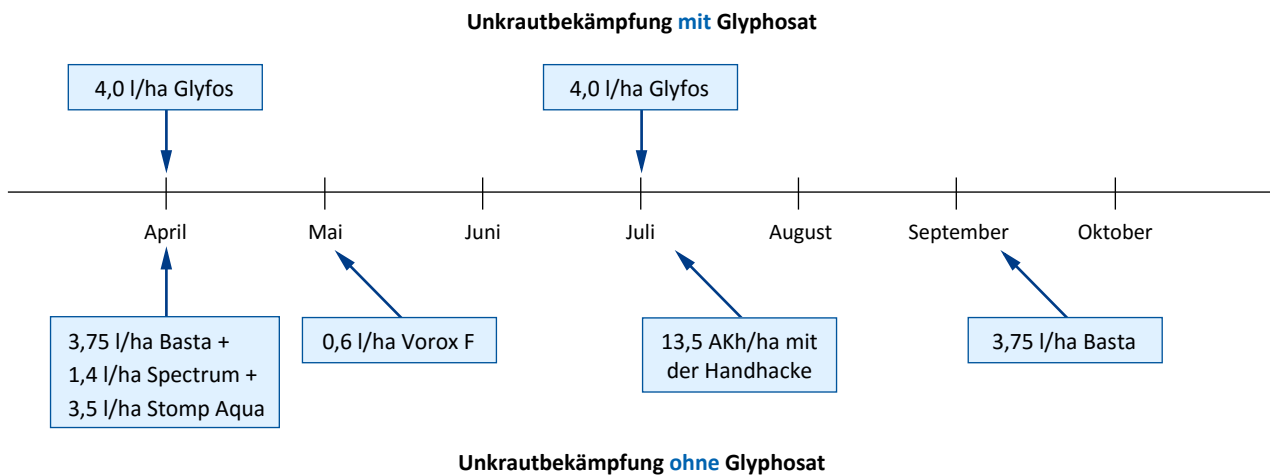 Unkrautbekämpfung mit Glyphosat
4,0 l/ha Glyfos
4,0 l/ha Glyfos
April
Mai
Juni
Juli
August
September
Oktober
3,75 l/ha Basta +
1,4 l/ha Spectrum +
3,5 l/ha Stomp Aqua
0,6 l/ha Vorox F
13,5 AKh/ha mit
der Handhacke
3,75 l/ha Basta
Unkrautbekämpfung ohne Glyphosat